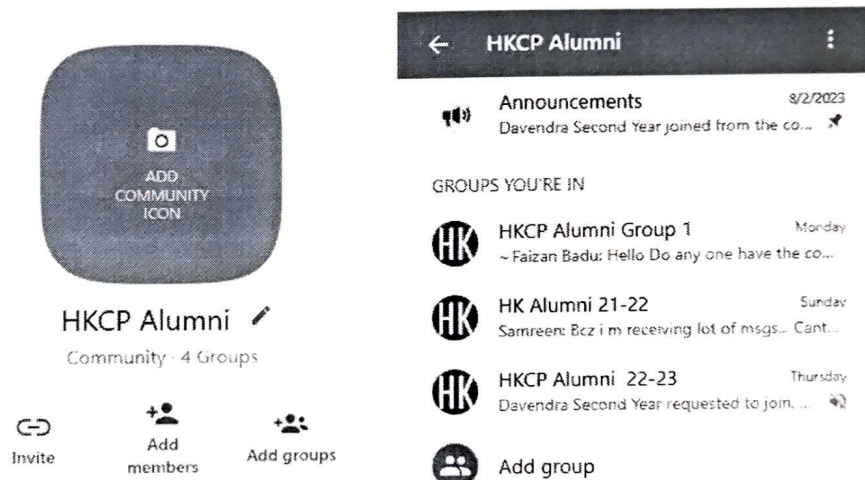 ADD
COMMUNITY
ICON
HKCP Alumni
Community · 4 Groups
Invite
Add
members
Add groups
HKCP Alumni
Announcements 8/2/2023
Davendra Second Year joined from the co...
GROUPS YOU'RE IN
HK HKCP Alumni Group 1 Monday
~ Faizan Badu: Hello Do any one have the co...
HK HK Alumni 21-22 Sunday
Samreen: Bcz i m receiving lot of msgs... Cant...
HK HKCP Alumni 22-23 Thursday
Davendra Second Year requested to join. ...
Add group